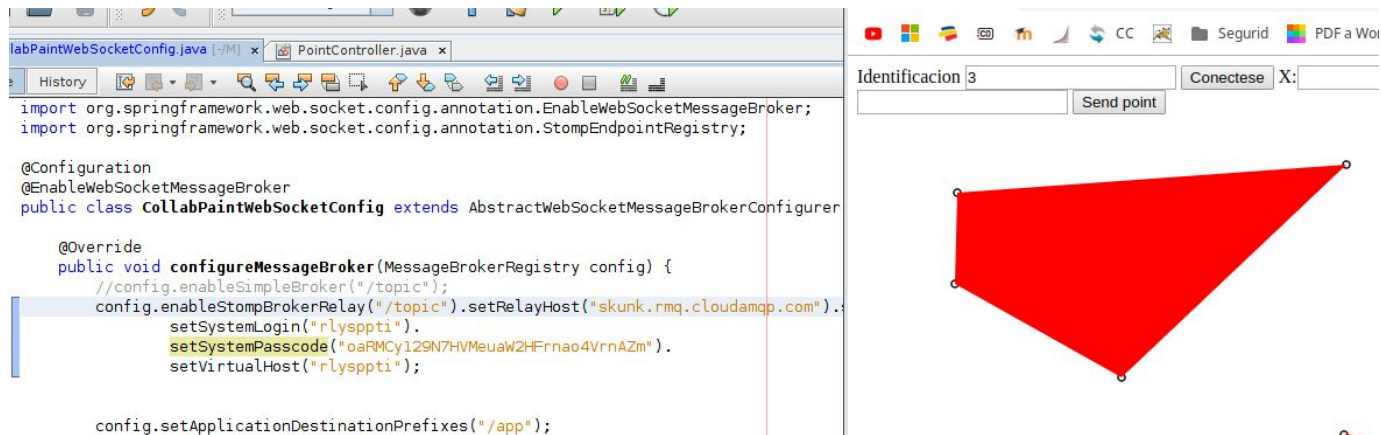 labPaintWebSocketConfig.java [-/M] x PointController.java x
History
import org.springframework.web.socket.config.annotation.EnableWebSocketMessageBroker;
import org.springframework.web.socket.config.annotation.StompEndpointRegistry;
@Configuration
@EnableWebSocketMessageBroker
public class CollabPaintWebSocketConfig extends AbstractWebSocketMessageBrokerConfigurer
@Override
public void configureMessageBroker(MessageBrokerRegistry config) {
//config.enableSimpleBroker("/topic");
config.enableStompBrokerRelay("/topic").setRelayHost("skunk.rmq.cloudamqp.com").
setSystemLogin("rlysppti").
setSystemPasscode("oaRMCyl29N7HVMeuaW2HFrnao4VrnAZm").
setVirtualHost("rlysppti");
config.setApplicationDestinationPrefixes("/app");
CC Segurid PDF a Wor
Identificacion 3 Conectese X:
Send point